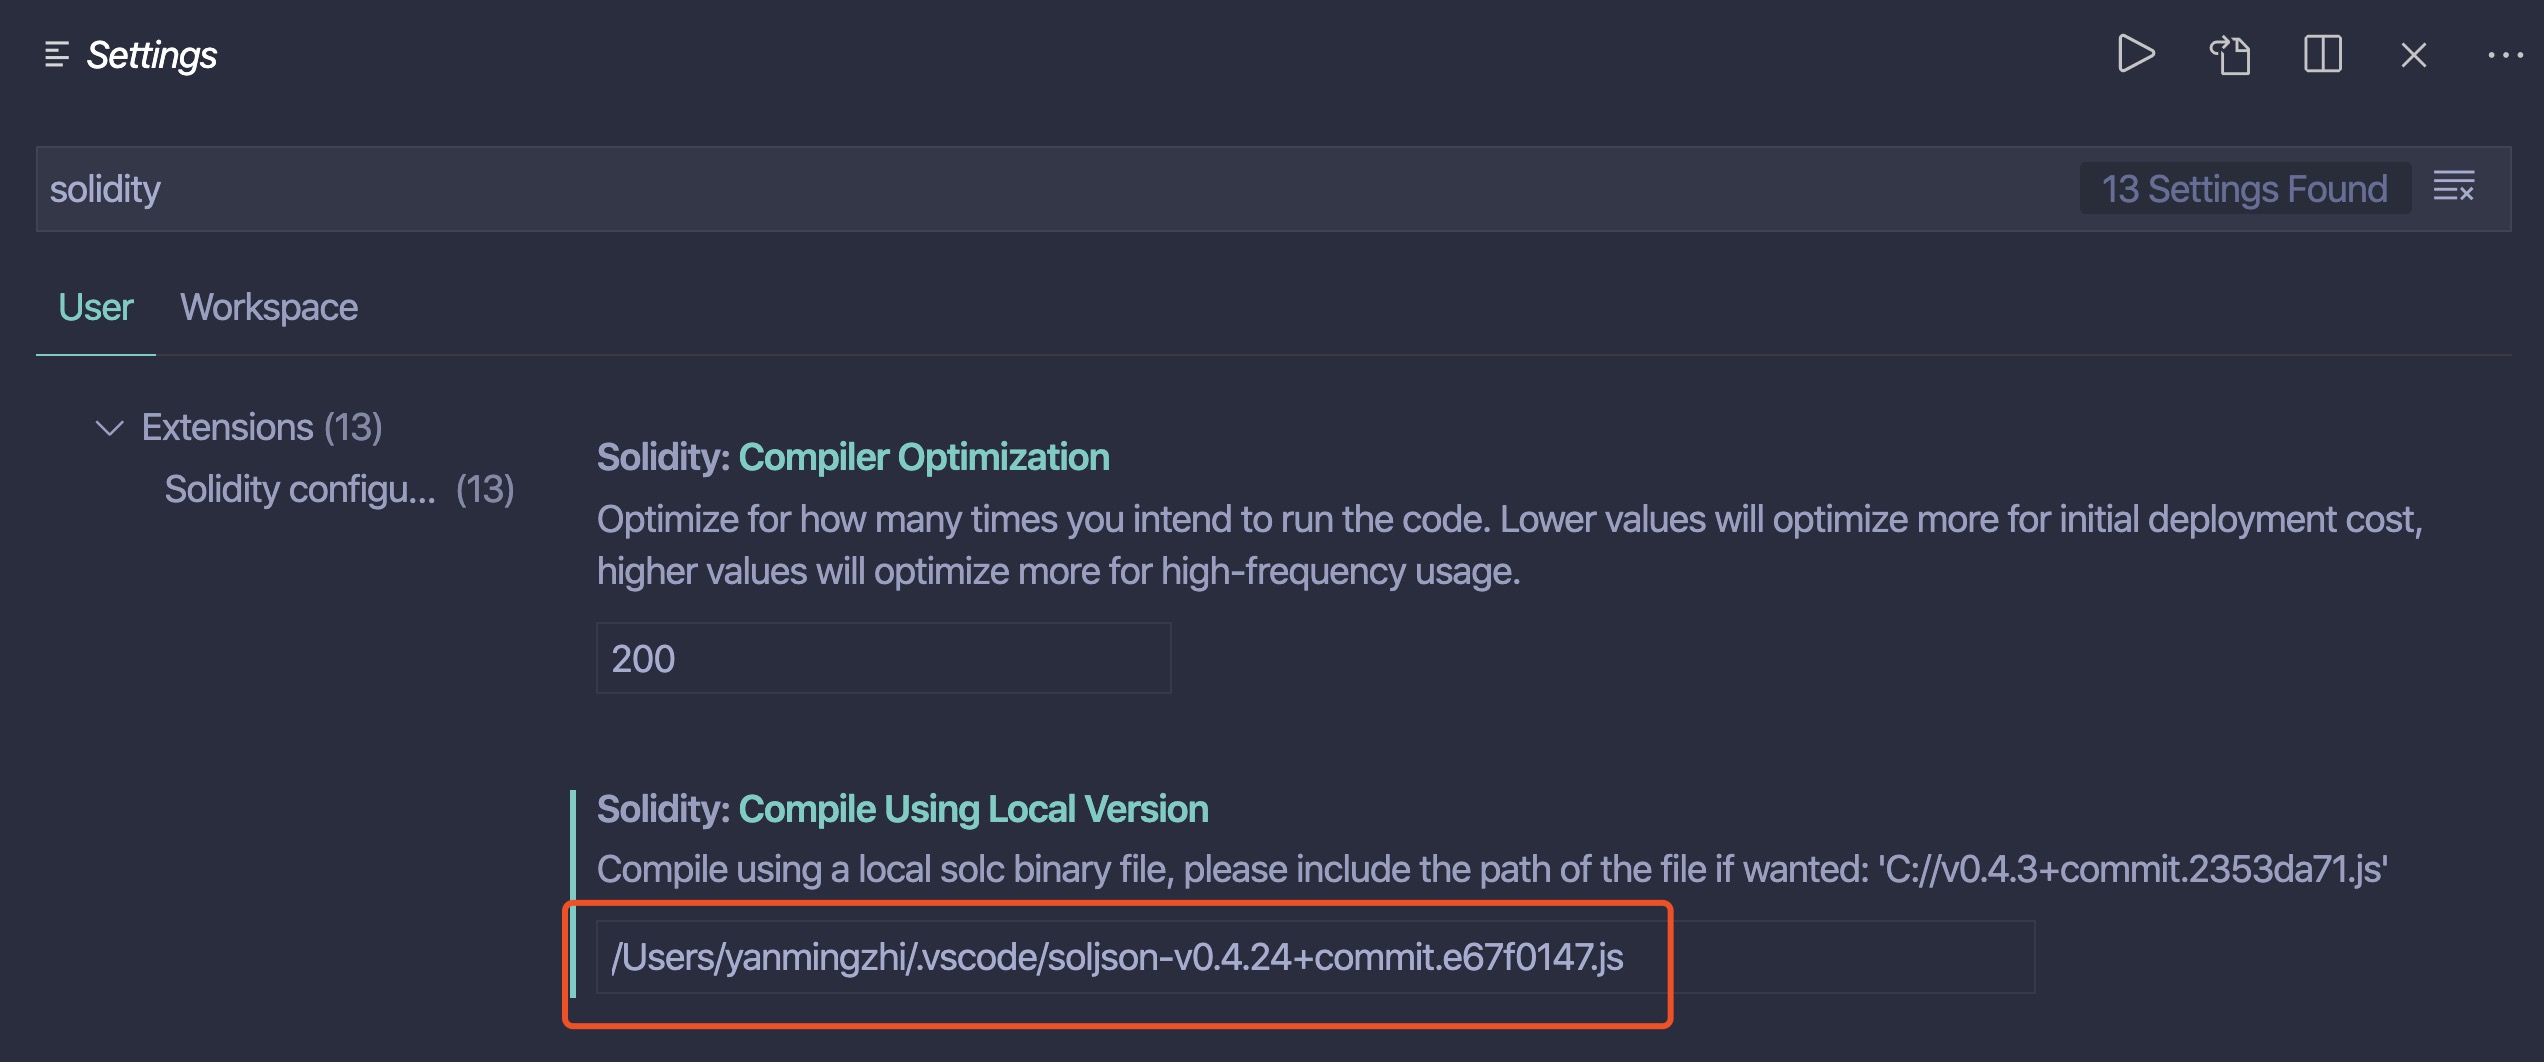 Settings
solidity
13 Settings Found
User Workspace
Extensions (13)
Solidity configu... (13)
Solidity: Compiler Optimization
Optimize for how many times you intend to run the code. Lower values will optimize more for initial deployment cost,
higher values will optimize more for high-frequency usage.
200
Solidity: Compile Using Local Version
Compile using a local solc binary file, please include the path of the file if wanted: 'C://v0.4.3+commit.2353da71.js'
/Users/yanmingzhi/.vscode/soljson-v0.4.24+commit.e67f0147.js